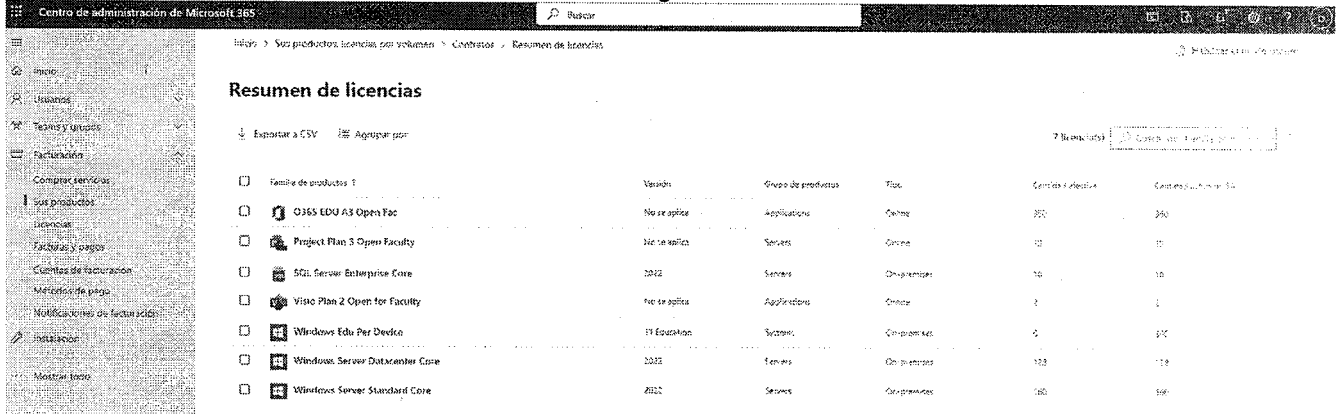 Centro de administración de Microsoft 365
Buscar
Inicio > Sus productos, licencias por volumen > Contratos > Resumen de licencias
Inicio
Usuarios
Teams y grupos
Facturación
Comprar servicios
Sus productos
Licencias
Facturas y pagos
Cuentas de facturación
Métodos de pago
Notificaciones de facturación
Instalación
Mostrar todo
Resumen de licencias
Exportar a CSV Agrupar por
7 licencia(s)
Familia de productos ↑ Versión Grupo de productos Tipo Cantidad efectiva
O365 EDU A3 Open Fac No se aplica Applications Online
Project Plan 3 Open Faculty No se aplica Servers Online
SQL Server Enterprise Core 2022 Servers On-premises 10 10
Visio Plan 2 Open for Faculty No se aplica Applications Online
Windows Edu Per Device 11 Education Systems On-premises
Windows Server Datacenter Core 2022 Servers On-premises
Windows Server Standard Core 2022 Servers On-premises